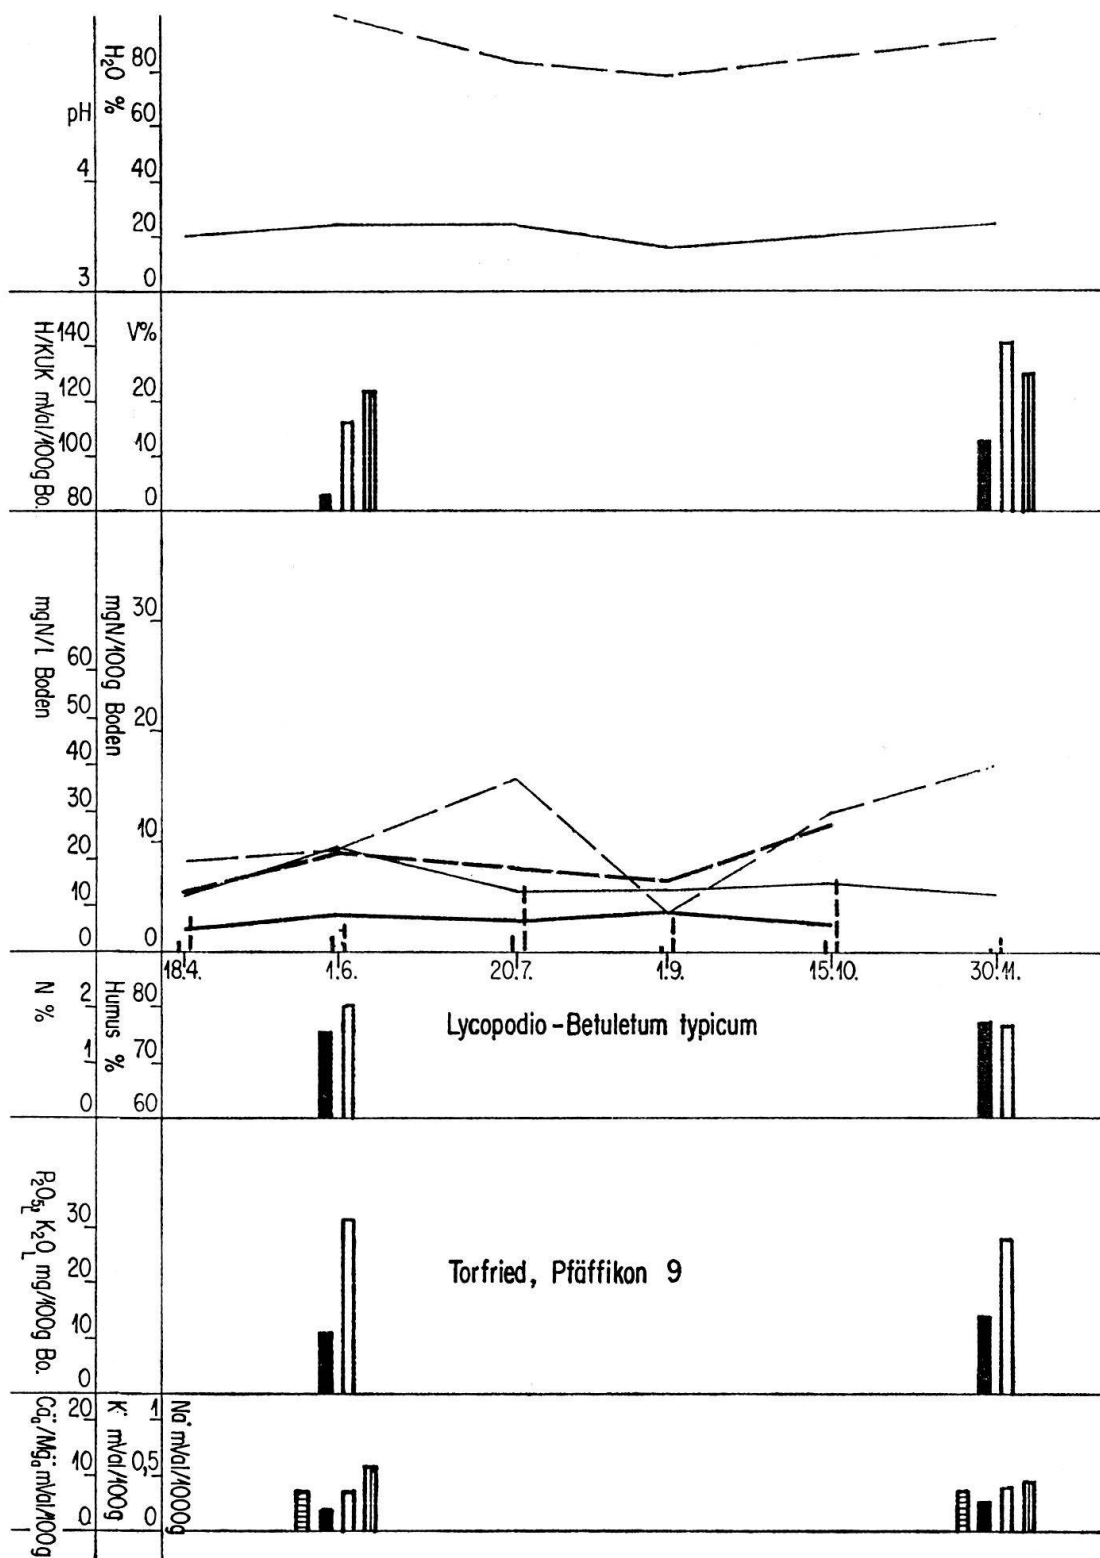 pH
4
3
H₂O %
80
60
40
20
0
H/KUK mVal/100g Bo.
140
120
100
80
V%
20
10
0
mgN/l Boden
60
50
40
30
20
10
0
mgN/100g Boden
30
20
10
0
18.4. 1.6. 20.7. 1.9. 15.10. 30.11.
N %
2
1
0
Humus %
80
70
60
Lycopodio-Betuletum typicum
P₂O₅L K₂OL mg/100g Bo.
30
20
10
0
Torfried, Pfäffikon 9
mVal/100g
20
10
0
K˙ mVal/100g
1
0,5
0
Na˙mVal/1000g